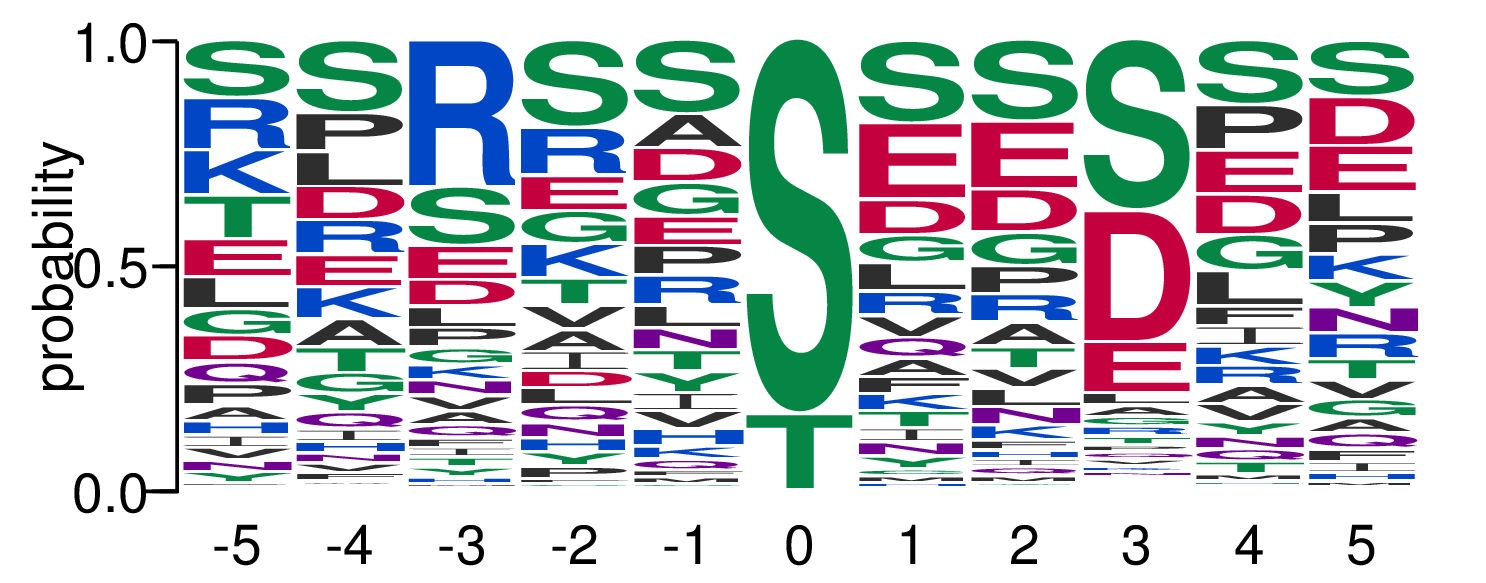 probability
1.0
0.5
0.0
S R K T E L G D Q P A H I V N Y
S P L D R E K A T G Y Q I H N V F
R S E D L P G K N V A Q F I T Y H
S R E G K T V A I D L Q N H Y P F
S A D G E P R L N T Y I V H K Q F M
S T
S E D G L R V Q A F K T I N Y
S E D G P R A T V L N K F H I Y Q
S D E L A G
S P E D G L F I K R A V Y N Q T M
S D E L P K Y N R T V G A Q F I H M
-5 -4 -3 -2 -1 0 1 2 3 4 5